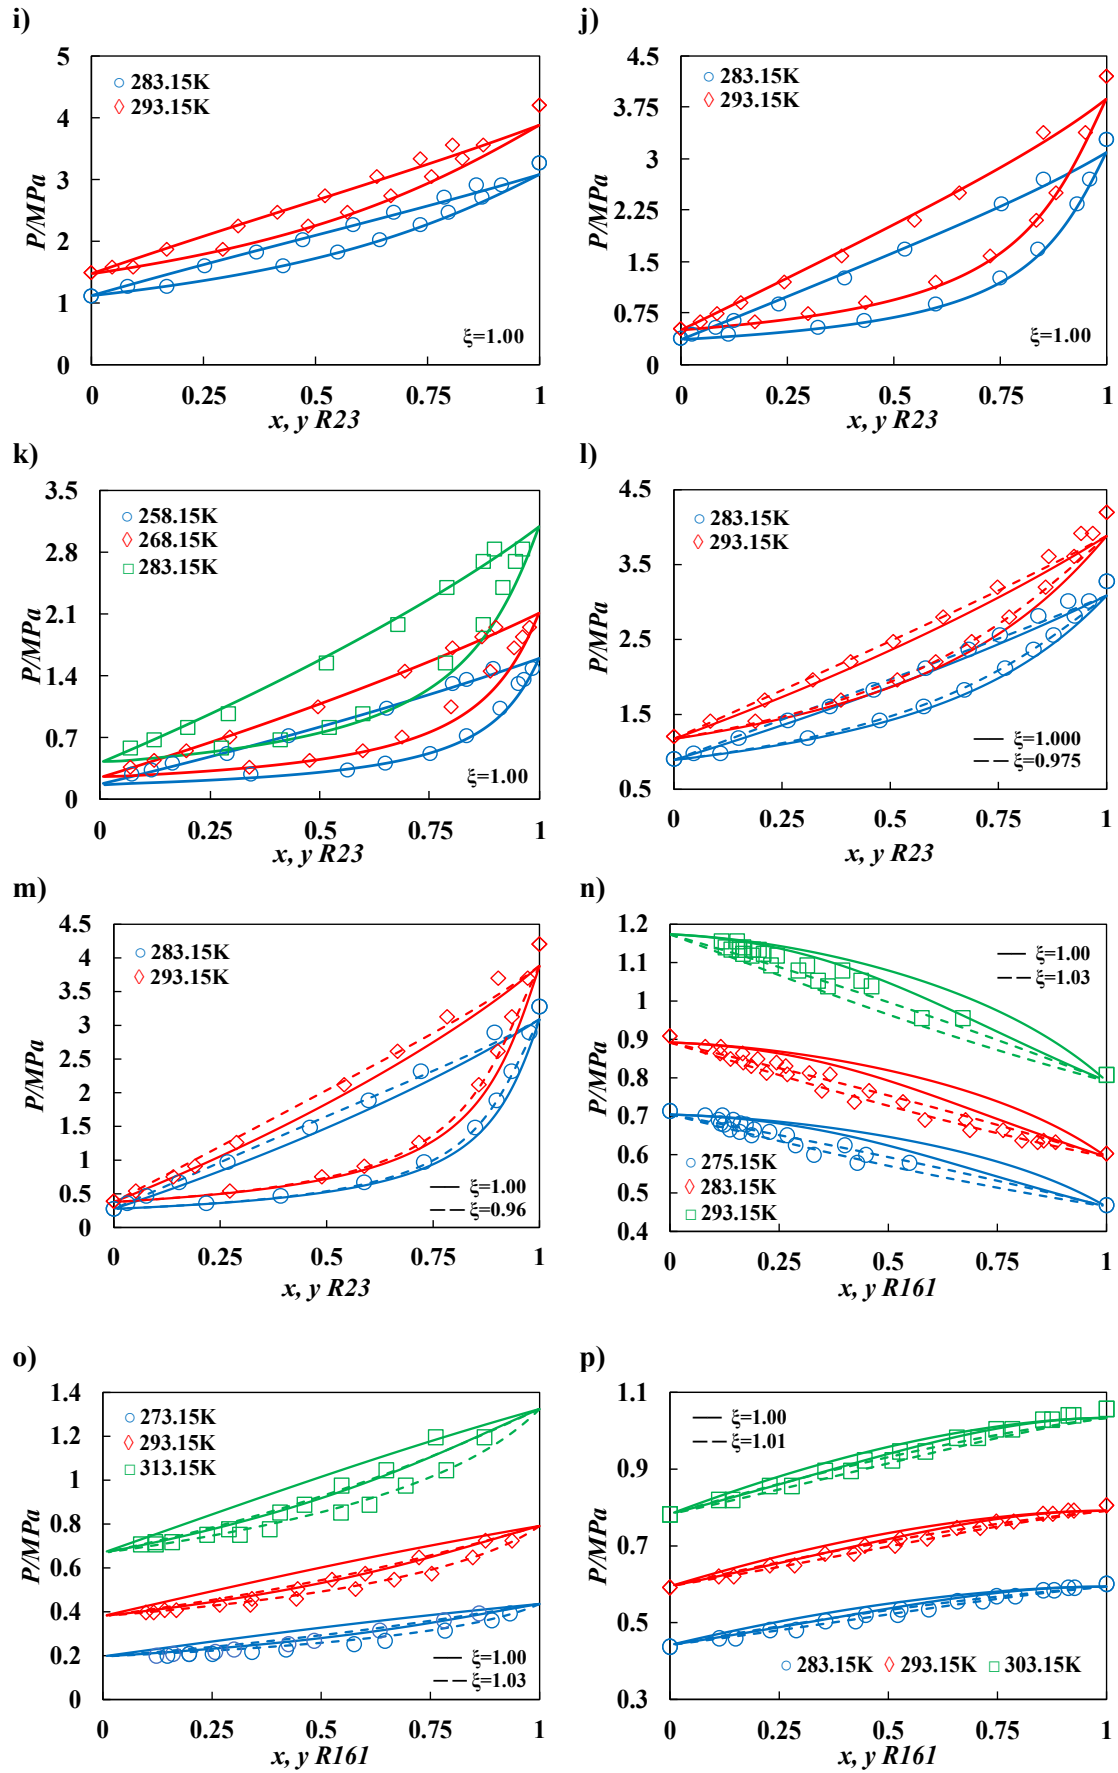 i)
5
4
3
2
1
0
P/MPa
283.15K
293.15K
ξ=1.00
0 0.25 0.5 0.75 1
x, y R23
j)
4.5
3.75
3
2.25
1.5
0.75
0
P/MPa
283.15K
293.15K
ξ=1.00
0 0.25 0.5 0.75 1
x, y R23
k)
3.5
2.8
2.1
1.4
0.7
0
P/MPa
258.15K
268.15K
283.15K
ξ=1.00
0 0.25 0.5 0.75 1
x, y R23
l)
4.5
3.5
2.5
1.5
0.5
P/MPa
283.15K
293.15K
ξ=1.000
ξ=0.975
0 0.25 0.5 0.75 1
x, y R23
m)
4.5
4
3.5
3
2.5
2
1.5
1
0.5
0
P/MPa
283.15K
293.15K
ξ=1.00
ξ=0.96
0 0.25 0.5 0.75 1
x, y R23
n)
1.2
1.1
1
0.9
0.8
0.7
0.6
0.5
0.4
P/MPa
ξ=1.00
ξ=1.03
275.15K
283.15K
293.15K
0 0.25 0.5 0.75 1
x, y R161
o)
1.4
1.2
1
0.8
0.6
0.4
0.2
0
P/MPa
273.15K
293.15K
313.15K
ξ=1.00
ξ=1.03
0 0.25 0.5 0.75 1
x, y R161
p)
1.1
0.9
0.7
0.5
0.3
P/MPa
ξ=1.00
ξ=1.01
283.15K 293.15K 303.15K
0 0.25 0.5 0.75 1
x, y R161